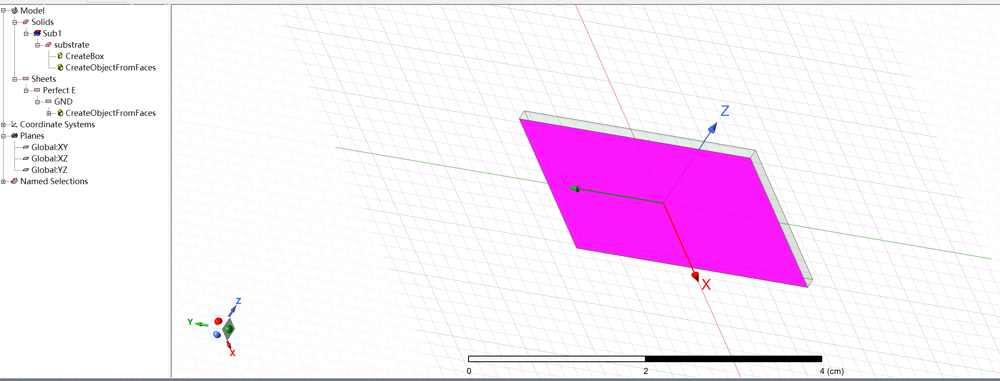 Model
Solids
Sub1
substrate
CreateBox
CreateObjectFromFaces
Sheets
Perfect E
GND
CreateObjectFromFaces
Coordinate Systems
Planes
Global:XY
Global:XZ
Global:YZ
Named Selections
Z
Y
X
Z
Y
X
0 2 4 (cm)